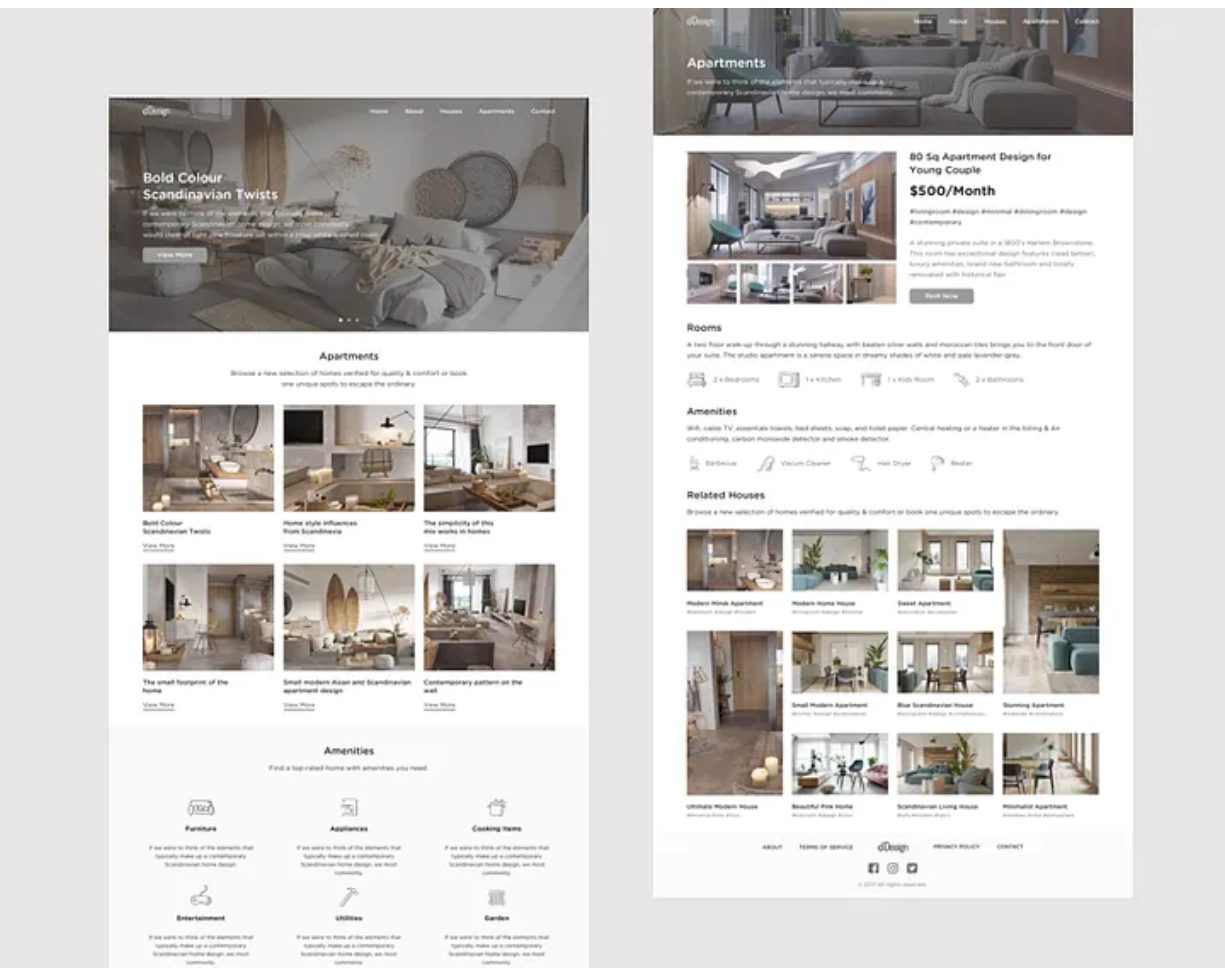 dDesign
Home About Houses Apartments Contact
Bold Colour
Scandinavian Twists
If we were to think of the elements that typically make up a
contemporary Scandinavian home design, we most commonly
would think of light
View More
Apartments
Browse a new selection of homes verified for quality & comfort or book
one unique spots to escape the ordinary.
Bold Colour
Scandinavian Twists
View More
Home style influences
from Scandinavia
View More
The simplicity of this
mix works in homes
View More
The small footprint of the
home
View More
Small modern Asian and Scandinavian
apartment design
View More
Contemporary pattern on the
wall
View More
Amenities
Find a top-rated home with amenities you need
Furniture
If we were to think of the elements that
typically make up a contemporary
Scandinavian home design.
Appliances
If we were to think of the elements that
typically make up a contemporary
Scandinavian home design, we most
commonly.
Cooking Items
If we were to think of the elements that
typically make up a contemporary
Scandinavian home design, we most
commonly.
Entertainment
If we were to think of the elements that
typically make up a contemporary
Scandinavian home design, we most
commonly.
Utilities
If we were to think of the elements that
typically make up a contemporary
Scandinavian home design, we most
commonly.
Garden
If we were to think of the elements that
typically make up a contemporary
Scandinavian home design, we most
commonly.
dDesign
Home About Houses Apartments Contact
Apartments
If we were to think of the elements that typically make up a
contemporary Scandinavian home design, we most commonly
80 Sq Apartment Design for
Young Couple
$500/Month
#livingroom #design #minimal #diningroom #design
#contemporary
A stunning private suite in a 1800's Harlem Brownstone.
This room has exceptional design features (read below),
luxury amenities, brand new bathroom and totally
renovated with historical flair
Rent Now
Rooms
A two floor walk-up through a stunning hallway with beaten silver walls and moroccan tiles brings you to the front door of
your suite. The studio apartment is a serene space in dreamy shades of white and pale lavender-grey.
2 x Bedrooms 1 x Kitchen 1 x Kids Room 2 x Bathrooms
Amenities
Wifi, cable TV, essentials towels, bed sheets, soap, and toilet paper. Central heating or a heater in the listing & Air
conditioning, carbon monoxide detector and smoke detector.
Barbecue Vacum Cleaner Hair Dryer Heater
Related Houses
Browse a new selection of homes verified for quality & comfort or book one unique spots to escape the ordinary.
Modern Minsk Apartment
Modern Home House
Sweet Apartment
Small Modern Apartment
Blue Scandinavian House
Stunning Apartment
Ultimate Modern House
Beautiful Pink Home
Scandinavian Living House
Minimalist Apartment
ABOUT TERMS OF SERVICE dDesign PRIVACY POLICY CONTACT
© 2017 All rights reserved.